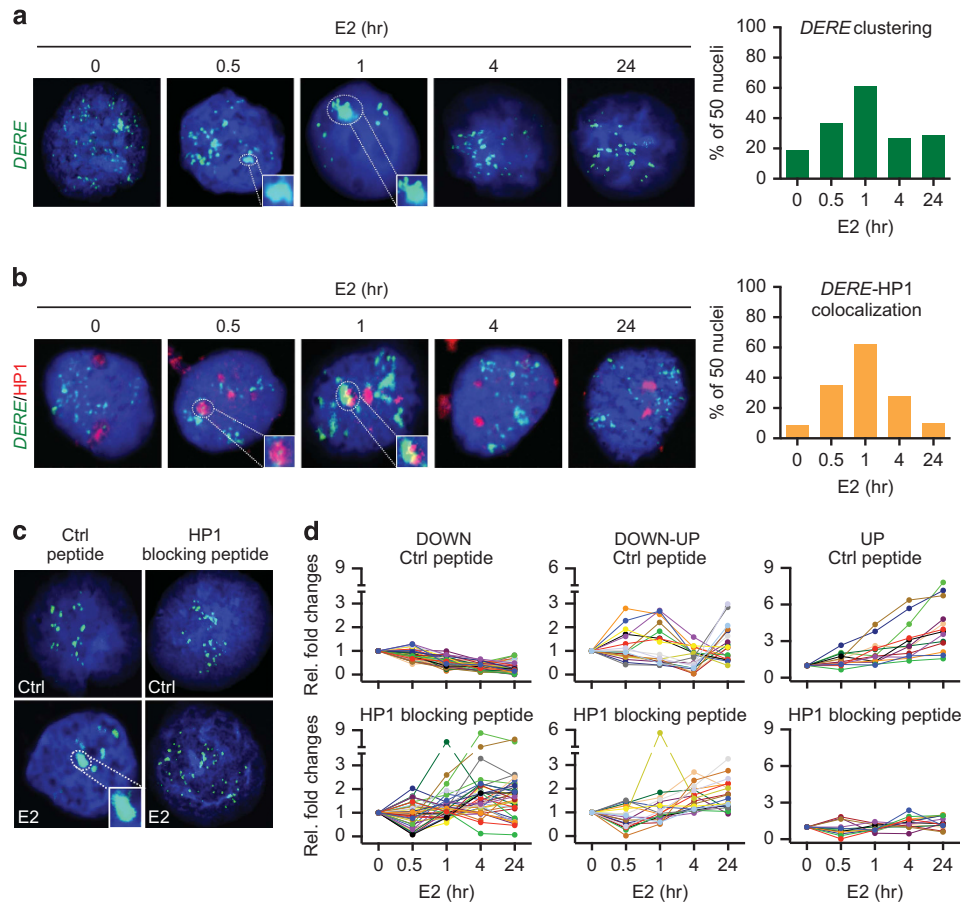 a
E2 (hr)
0 0.5 1 4 24
DERE
DERE clustering
% of 50 nuceli
100
80
60
40
20
0
0 0.5 1 4 24
E2 (hr)
b
E2 (hr)
0 0.5 1 4 24
DERE/HP1
DERE-HP1
colocalization
% of 50 nuclei
100
80
60
40
20
0
0 0.5 1 4 24
E2 (hr)
c
Ctrl
peptide
HP1
blocking peptide
Ctrl
Ctrl
E2
E2
d
DOWN
Ctrl peptide
Rel. fold changes
9
3
2
1
0
DOWN-UP
Ctrl peptide
6
3
2
1
0
UP
Ctrl peptide
9
6
3
0
HP1 blocking peptide
Rel. fold changes
9
3
2
1
0
0 0.5 1 4 24
E2 (hr)
HP1 blocking peptide
6
3
2
1
0
0 0.5 1 4 24
E2 (hr)
HP1 blocking peptide
9
6
3
0
0 0.5 1 4 24
E2 (hr)